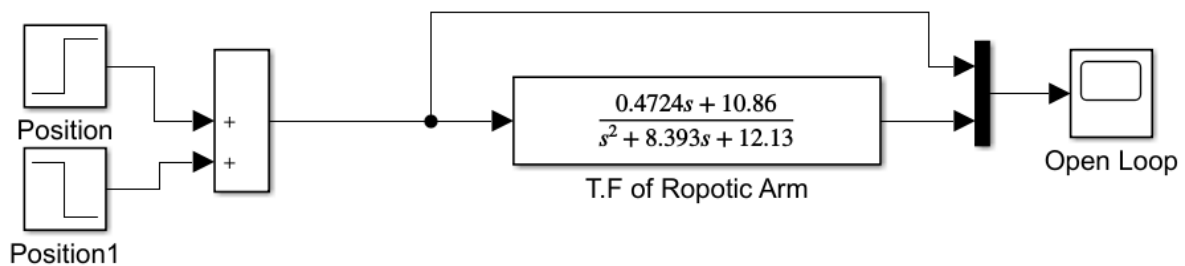 Position
+
+
Position1
0.4724s + 10.86
s² + 8.393s + 12.13
T.F of Ropotic Arm
Open Loop